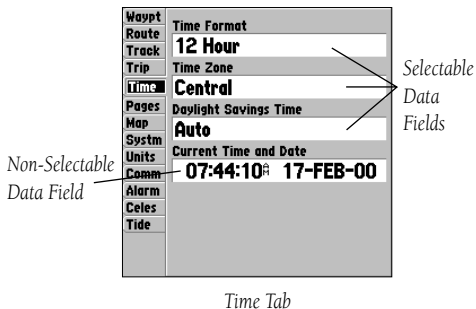 Waypt
Route
Track
Trip
Time
Pages
Map
Systm
Units
Comm
Alarm
Celes
Tide
Time Format
12 Hour
Time Zone
Central
Daylight Savings Time
Auto
Current Time and Date
07:44:10AM 17-FEB-00
Selectable
Data
Fields
Non-Selectable
Data Field
Time Tab